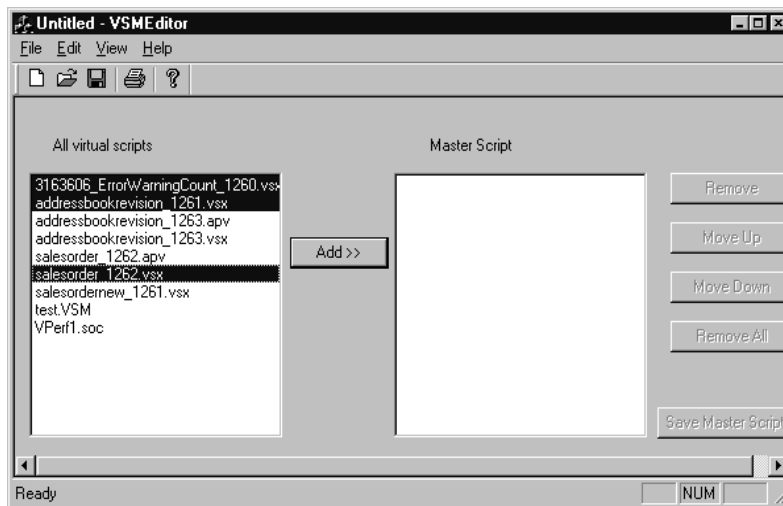 Untitled - VSMEditor
File Edit View Help
All virtual scripts
Master Script
3163606_ErrorWarningCount_1260.vsx
addressbookrevision_1261.vsx
addressbookrevision_1263.apv
addressbookrevision_1263.vsx
salesorder_1262.apv
salesorder_1262.vsx
salesordernew_1261.vsx
test.VSM
VPerf1.soc
Add >>
Remove
Move Up
Move Down
Remove All
Save Master Script
Ready
NUM